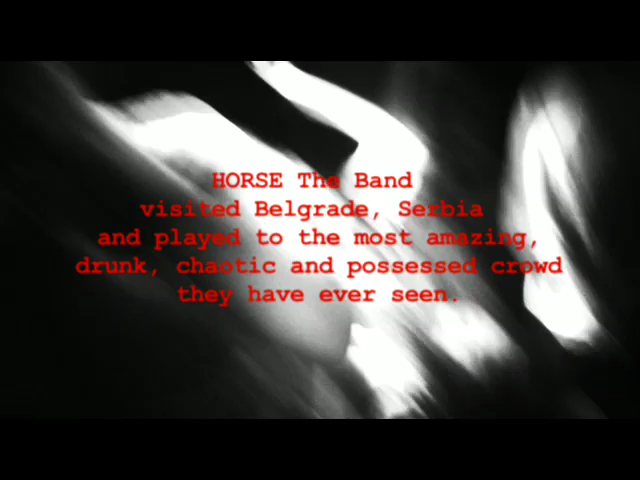 HORSE The Band
visited Belgrade, Serbia
and played to the most amazing,
drunk, chaotic and possessed crowd
they have ever seen.